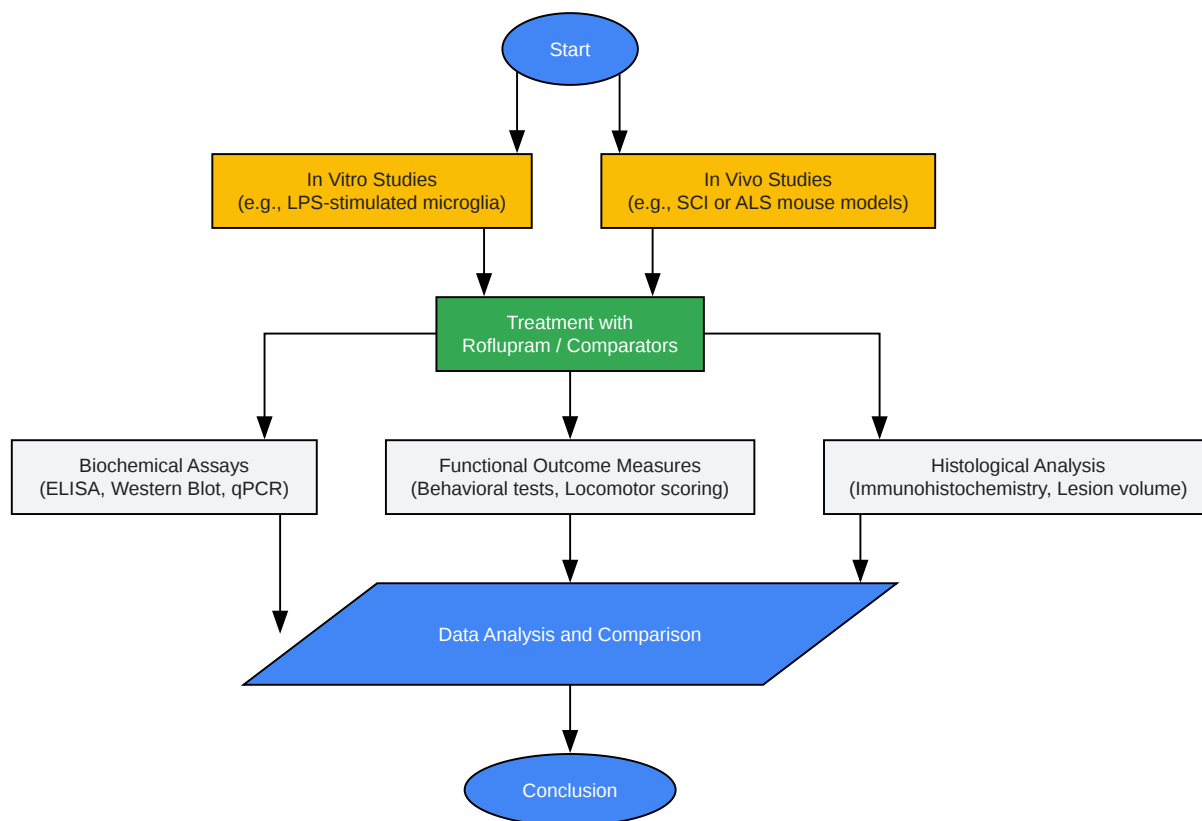 Start
In Vitro Studies
(e.g., LPS-stimulated microglia)
In Vivo Studies
(e.g., SCI or ALS mouse models)
Treatment with
Roflupram / Comparators
Biochemical Assays
(ELISA, Western Blot, qPCR)
Functional Outcome Measures
(Behavioral tests, Locomotor scoring)
Histological Analysis
(Immunohistochemistry, Lesion volume)
Data Analysis and Comparison
Conclusion